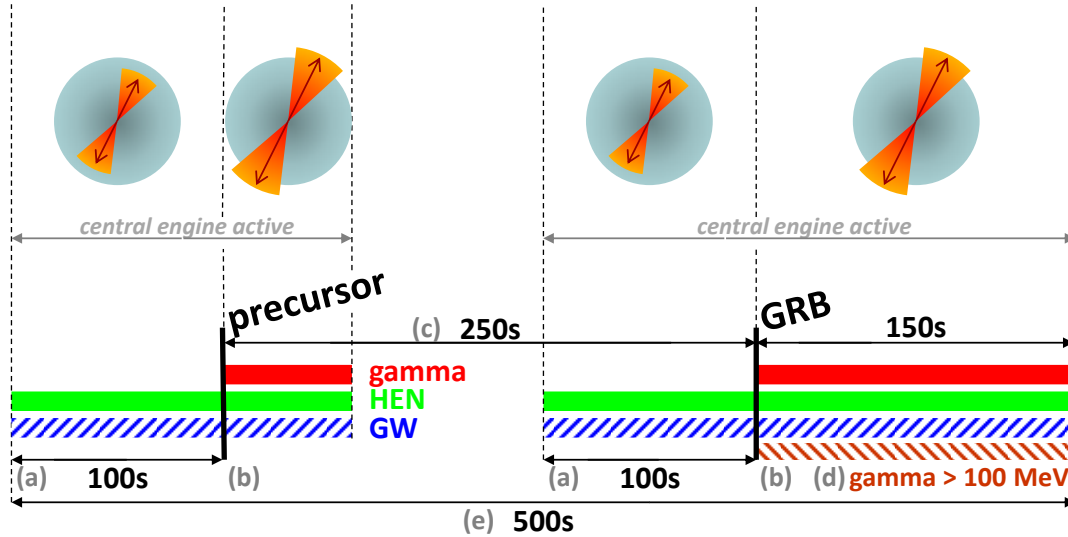 central engine active
central engine active
precursor
GRB
(c) 250s
150s
gamma
HEN
GW
(a) 100s (b)
(a) 100s (b) (d) gamma > 100 MeV
(e) 500s